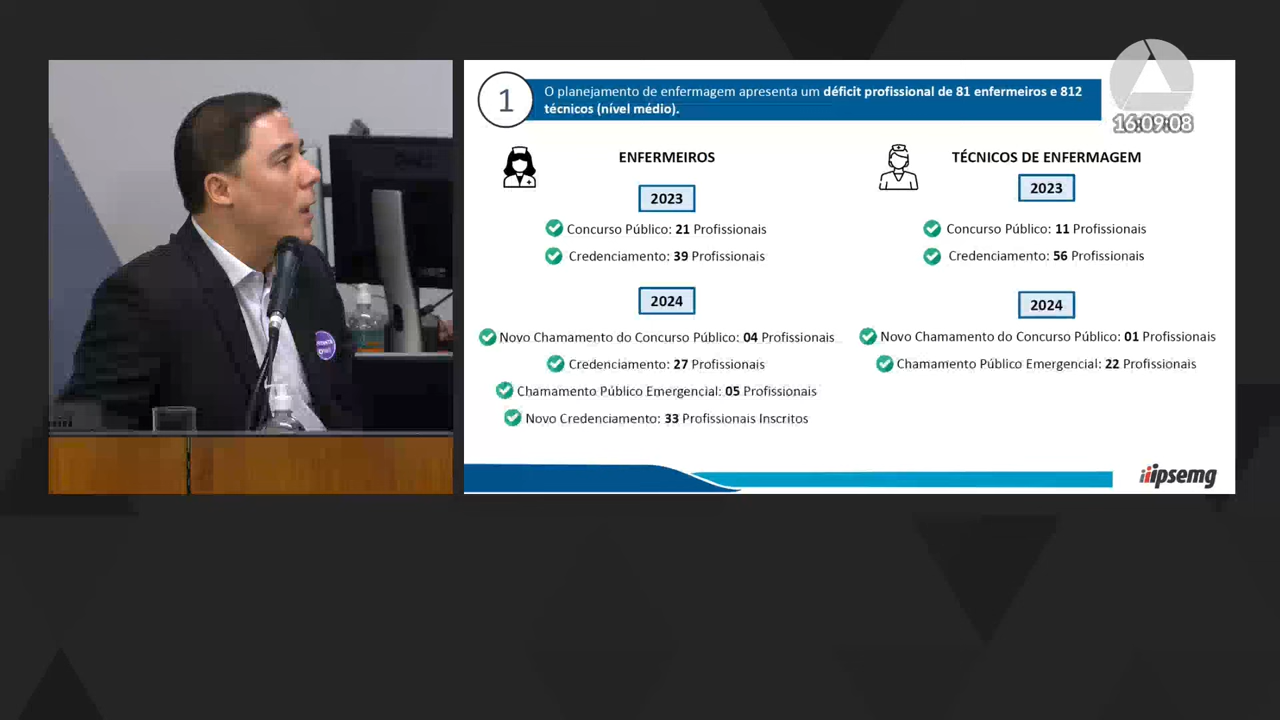 1
O planejamento de enfermagem apresenta um déficit profissional de 81 enfermeiros e 812
técnicos (nível médio).
16:09:08
ENFERMEIROS
2023
Concurso Público: 21 Profissionais
Credenciamento: 39 Profissionais
2024
Novo Chamamento do Concurso Público: 04 Profissionais
Credenciamento: 27 Profissionais
Chamamento Público Emergencial: 05 Profissionais
Novo Credenciamento: 33 Profissionais Inscritos
TÉCNICOS DE ENFERMAGEM
2023
Concurso Público: 11 Profissionais
Credenciamento: 56 Profissionais
2024
Novo Chamamento do Concurso Público: 01 Profissionais
Chamamento Público Emergencial: 22 Profissionais
ipsemg